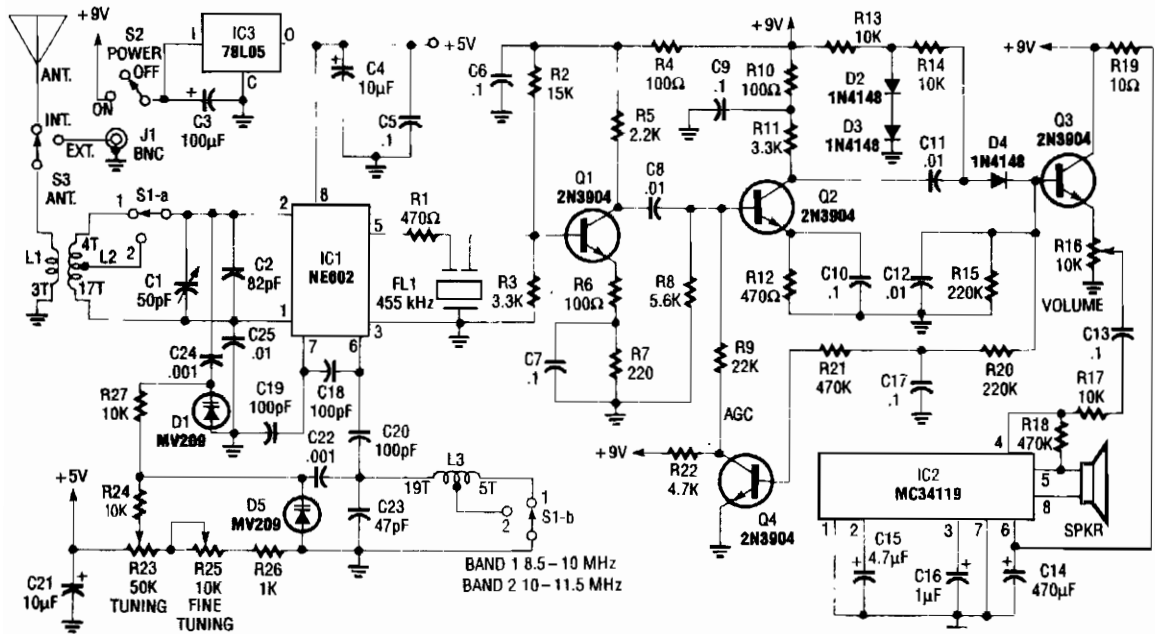 +9V
S2
POWER
OFF
ON
I
IC3
78L05
O
C
C3
100µF
+
ANT.
INT.
EXT.
J1
BNC
S3
ANT.
+5V
C4
10µF
+
C5
.1
C6
.1
R2
15K
R4
100Ω
R5
2.2K
C9
.1
+9V
R10
100Ω
R11
3.3K
R13
10K
R14
10K
D2
1N4148
D3
1N4148
+9V
R19
10Ω
Q3
2N3904
C11
.01
D4
1N4148
S1-a
1
2
L1
3T
4T
L2
17T
C1
50pF
C2
82pF
2
8
5
1
3
7
6
IC1
NE602
R1
470Ω
FL1
455 kHz
R3
3.3K
Q1
2N3904
C8
.01
Q2
2N3904
R6
100Ω
R8
5.6K
R12
470Ω
C10
.1
C12
.01
R15
220K
R16
10K
VOLUME
C25
.01
C24
.001
C19
100pF
C18
100pF
R27
10K
D1
MV209
C7
.1
R7
220
R9
22K
AGC
R21
470K
C17
.1
R20
220K
C13
.1
R17
10K
R18
470K
C20
100pF
C22
.001
L3
19T
5T
1
2
S1-b
+5V
R24
10K
D5
MV209
C23
47pF
+9V
R22
4.7K
Q4
2N3904
4
5
8
IC2
MC34119
1
2
3
7
6
SPKR
C21
10µF
+
R23
50K
TUNING
R25
10K
FINE
TUNING
R26
1K
BAND 1 8.5–10 MHz
BAND 2 10–11.5 MHz
C15
4.7µF
+
C16
1µF
+
C14
470µF
+